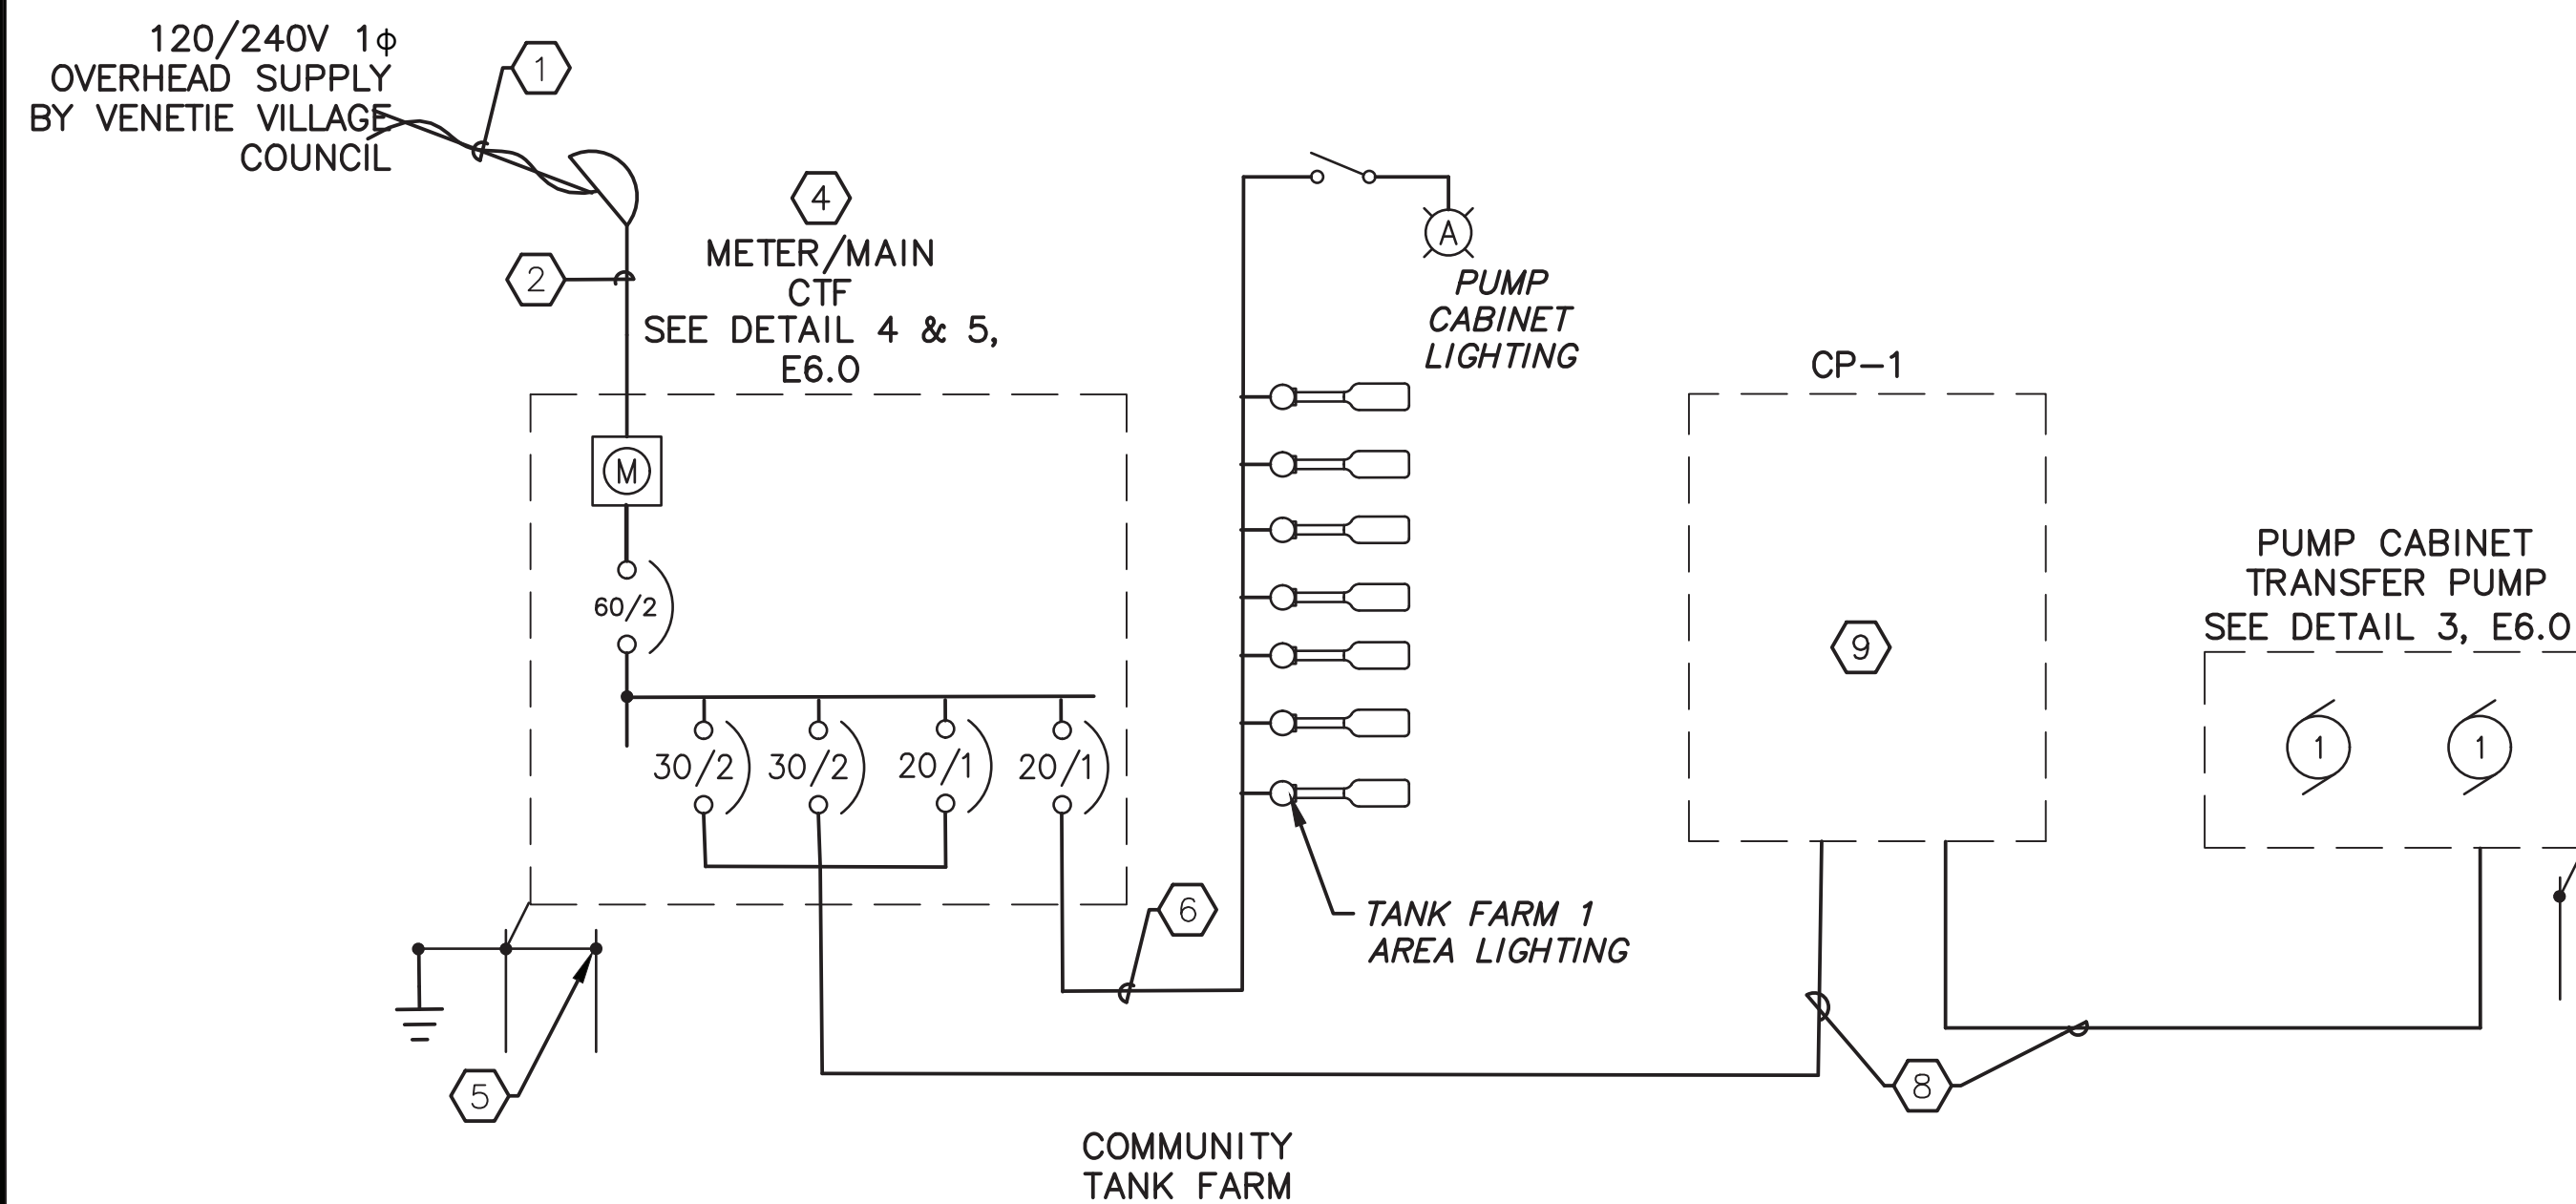 120/240V 1ϕ
OVERHEAD SUPPLY
BY VENETIE VILLAGE
COUNCIL
1
2
4
METER/MAIN
CTF
SEE DETAIL 4 & 5,
E6.0
M
60/2
30/2
30/2
20/1
20/1
5
6
A
PUMP
CABINET
LIGHTING
TANK FARM 1
AREA LIGHTING
CP-1
9
8
PUMP CABINET
TRANSFER PUMP
SEE DETAIL 3, E6.0
1
1
COMMUNITY
TANK FARM